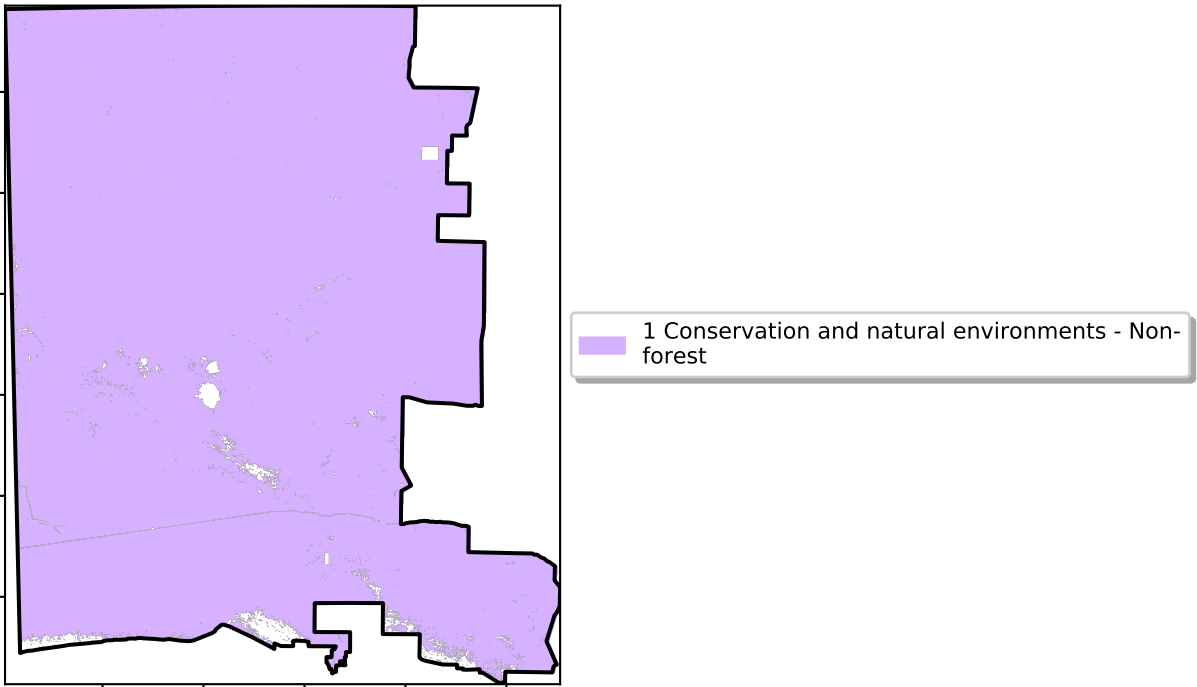 1 Conservation and natural environments - Non-
forest